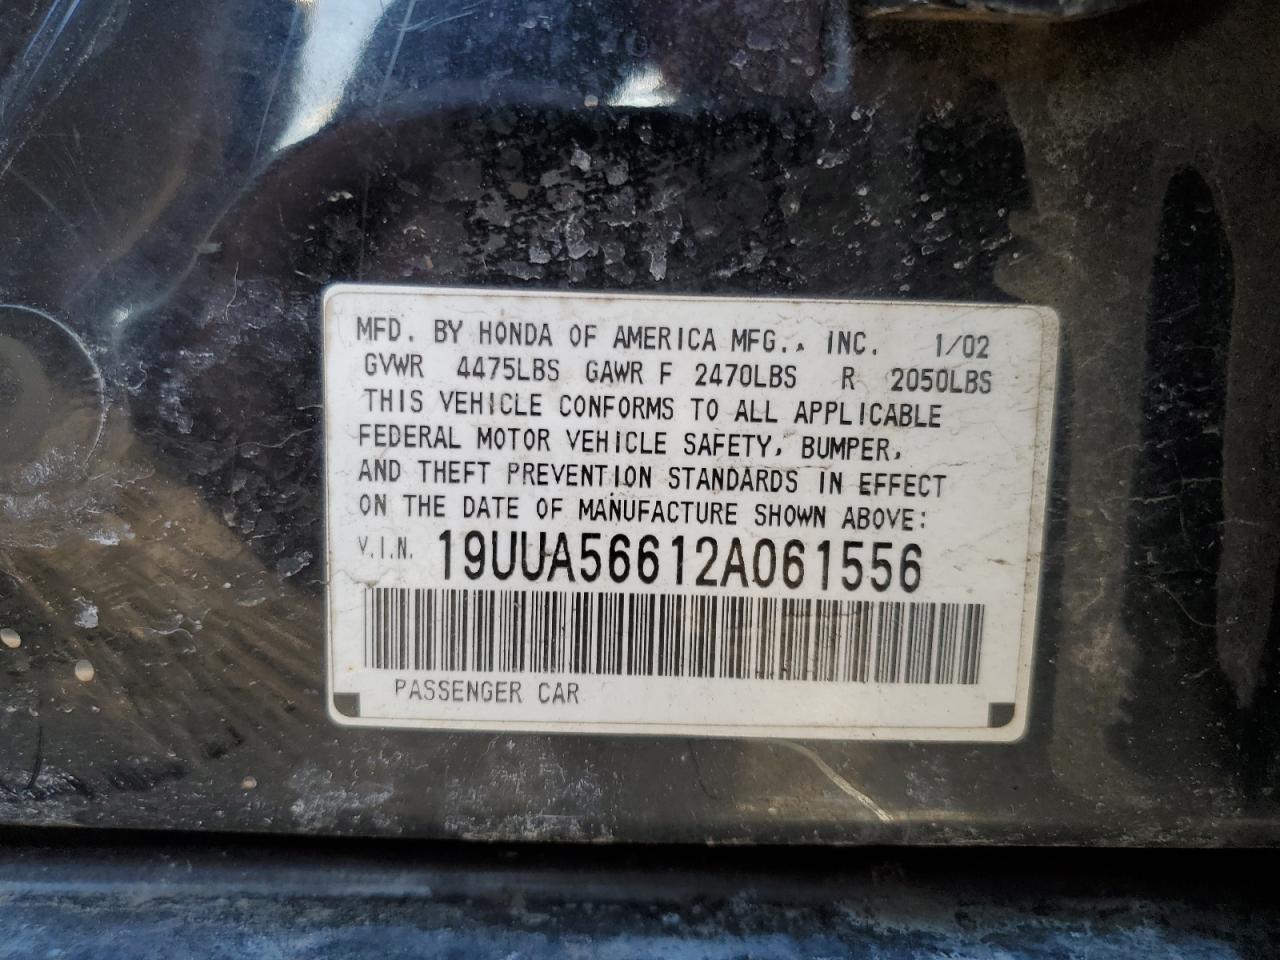 MFD. BY HONDA OF AMERICA MFG., INC. 1/02
GVWR 4475LBS GAWR F 2470LBS R 2050LBS
THIS VEHICLE CONFORMS TO ALL APPLICABLE
FEDERAL MOTOR VEHICLE SAFETY, BUMPER,
AND THEFT PREVENTION STANDARDS IN EFFECT
ON THE DATE OF MANUFACTURE SHOWN ABOVE:
V.I.N. 19UUA56612A061556
PASSENGER CAR